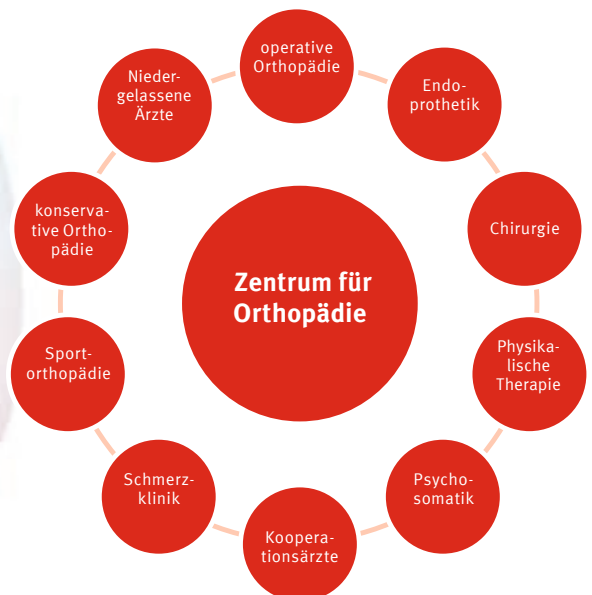 operative
Orthopädie
Endo-
prothetik
Chirurgie
Physika-
lische
Therapie
Psycho-
somatik
Koopera-
tionsärzte
Schmerz-
klinik
Sport-
orthopädie
konserva-
tive Ortho-
pädie
Nieder-
gelassene
Ärzte
Zentrum für
Orthopädie